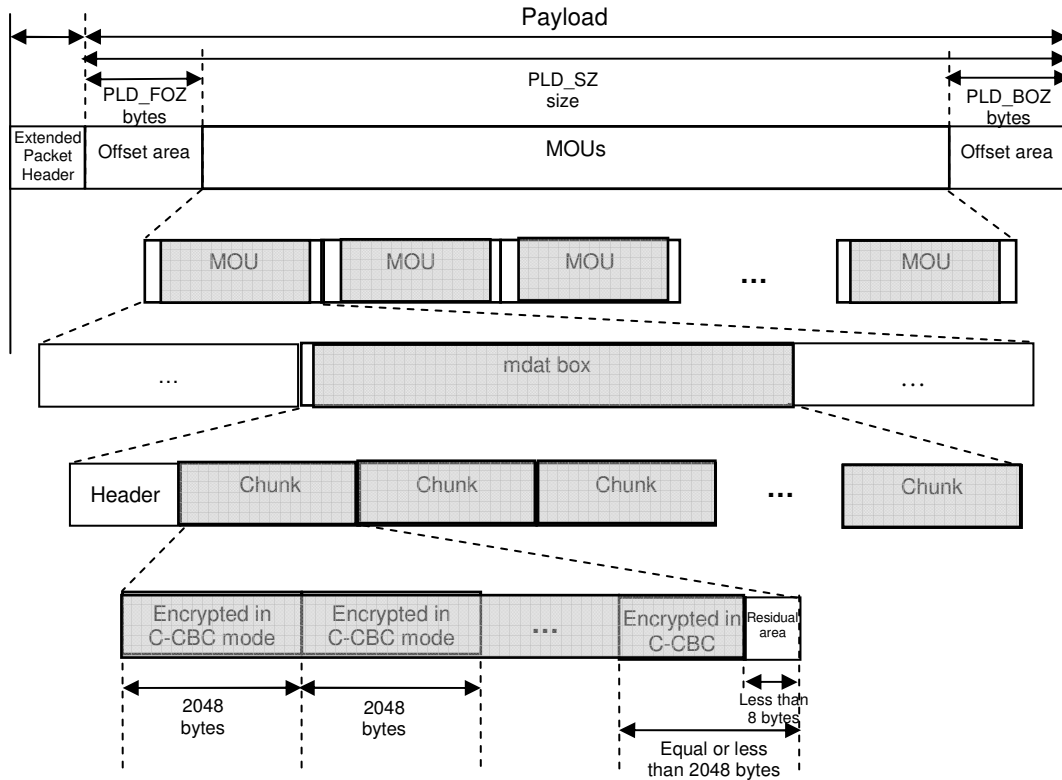 Payload
PLD_FOZ
bytes
PLD_SZ
size
PLD_BOZ
bytes
Extended
Packet
Header
Offset area
MOUs
Offset area
MOU
MOU
MOU
...
MOU
...
mdat box
...
Header
Chunk
Chunk
Chunk
...
Chunk
Encrypted in
C-CBC mode
Encrypted in
C-CBC mode
...
Encrypted in
C-CBC
Residual
area
2048
bytes
2048
bytes
Less than
8 bytes
Equal or less
than 2048 bytes